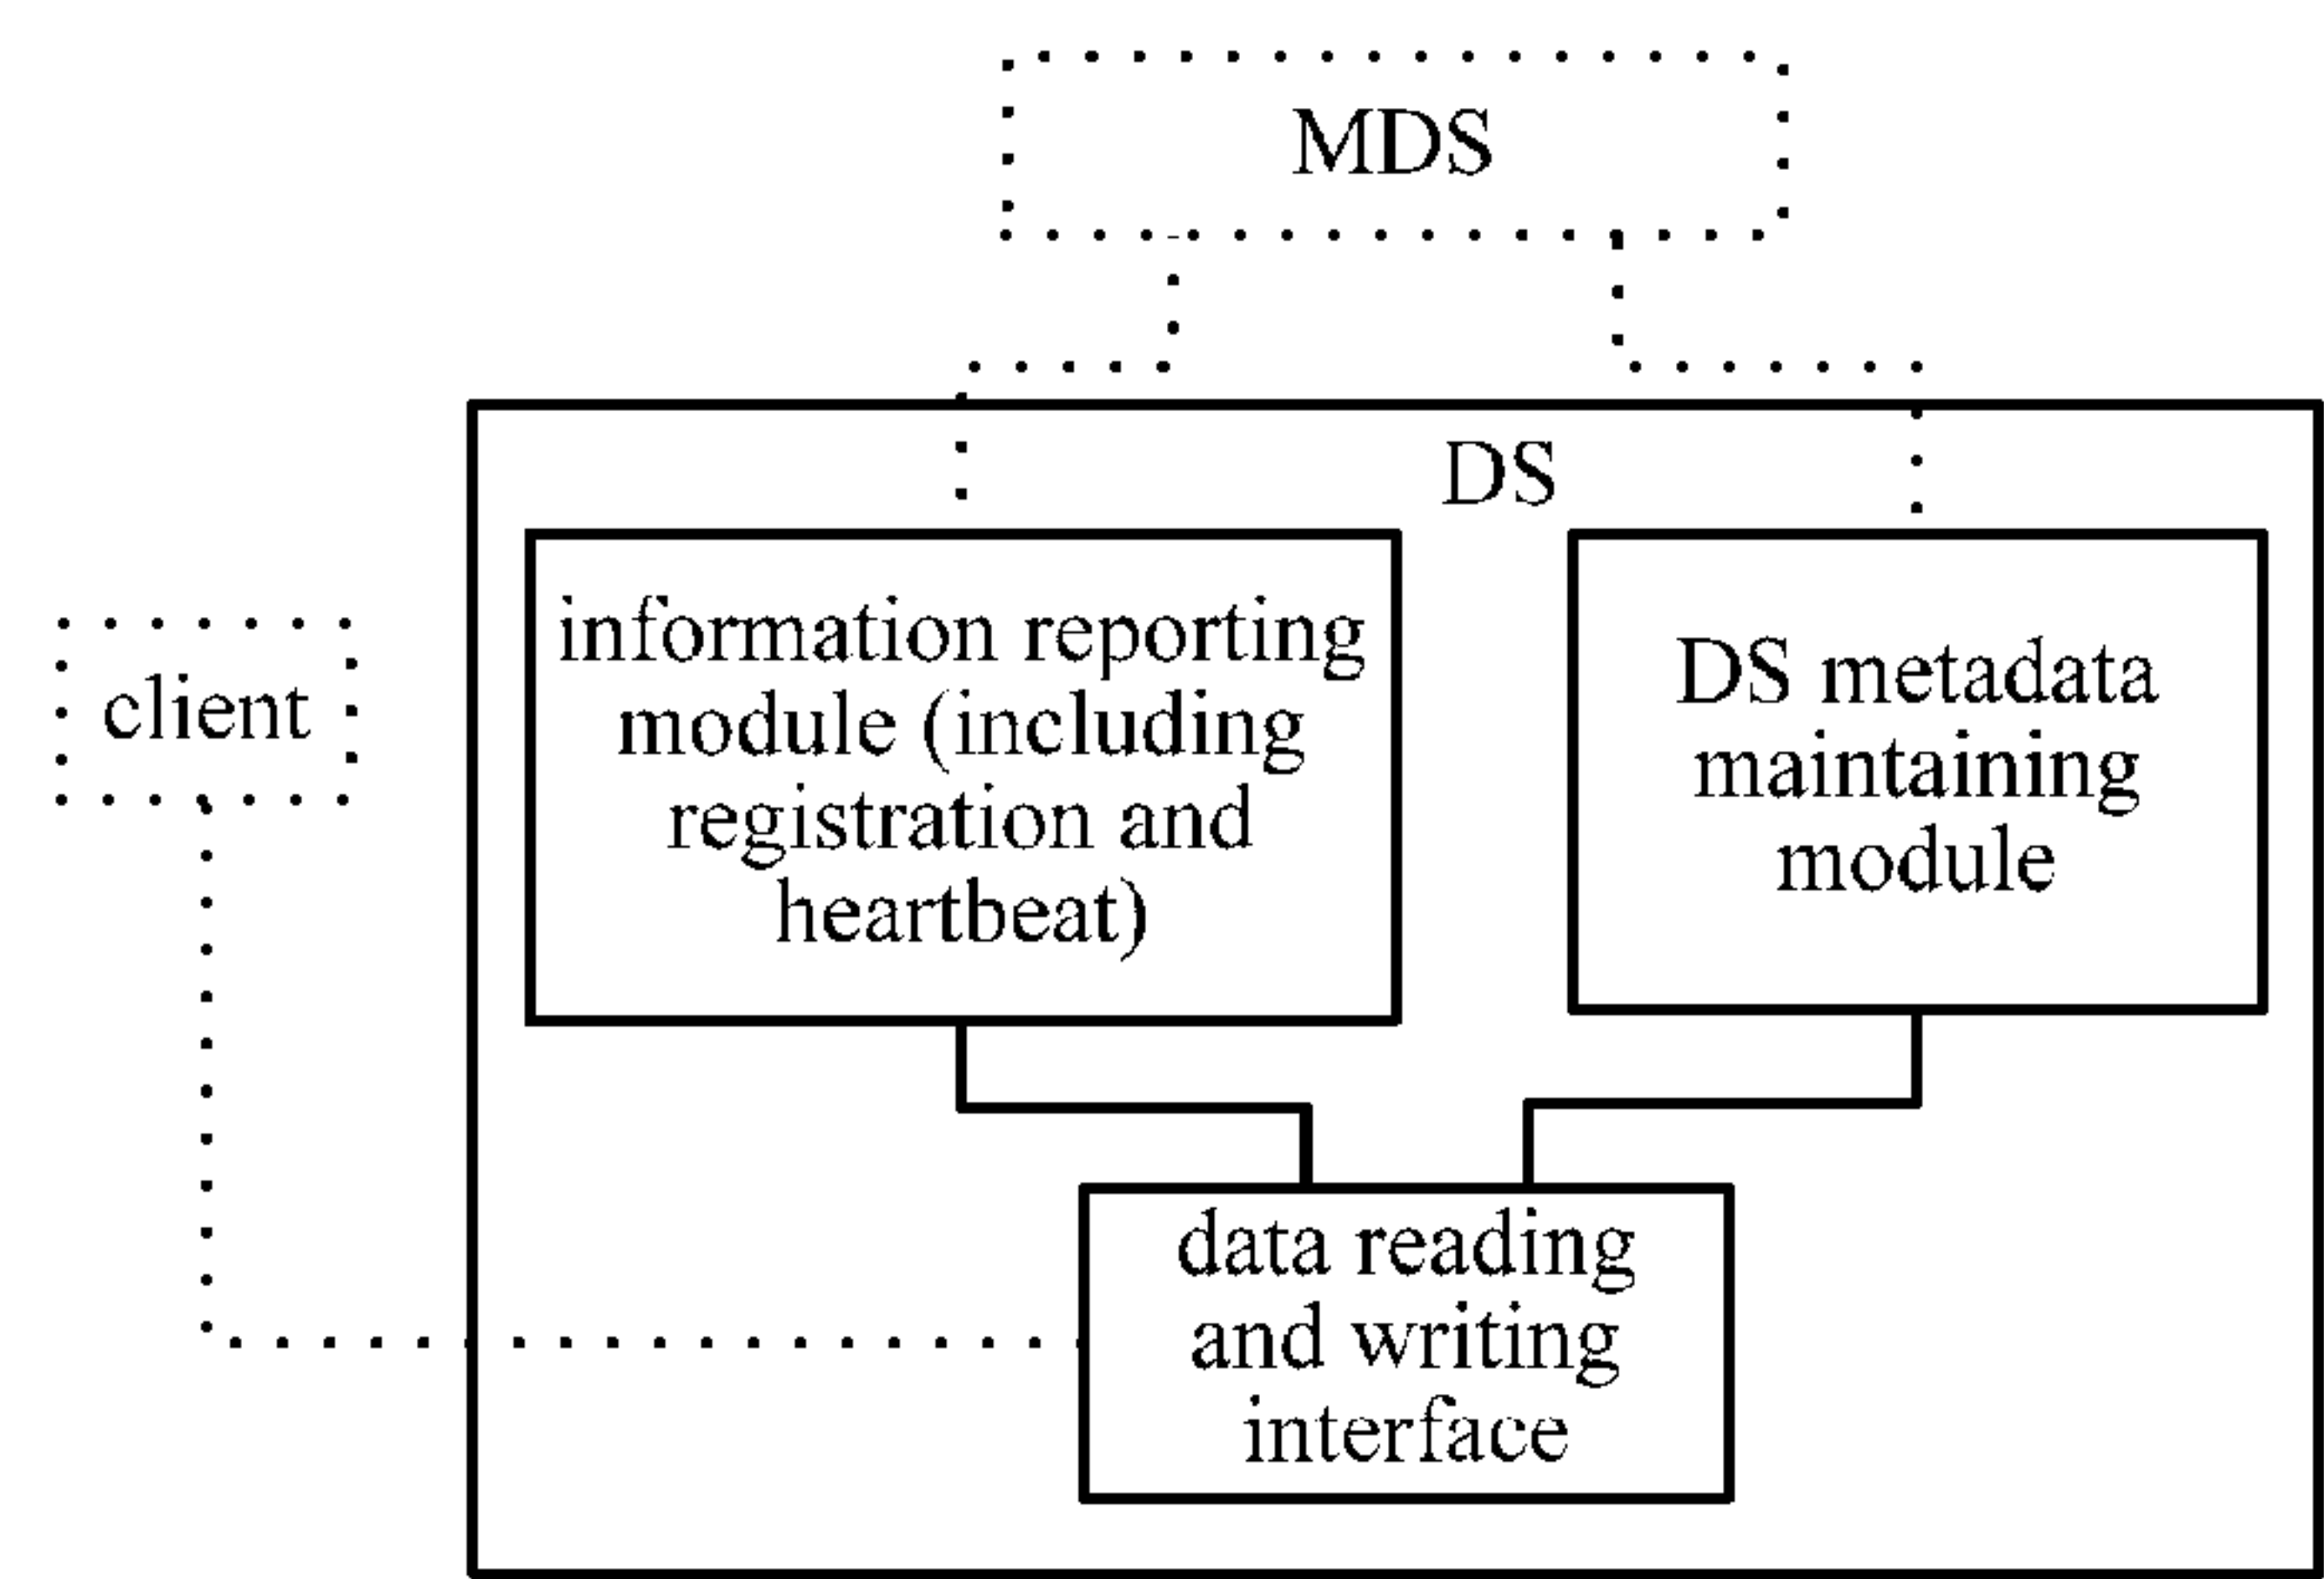 MDS
DS
information reporting
module (including
registration and
heartbeat)
DS metadata
maintaining
module
client
data reading
and writing
interface